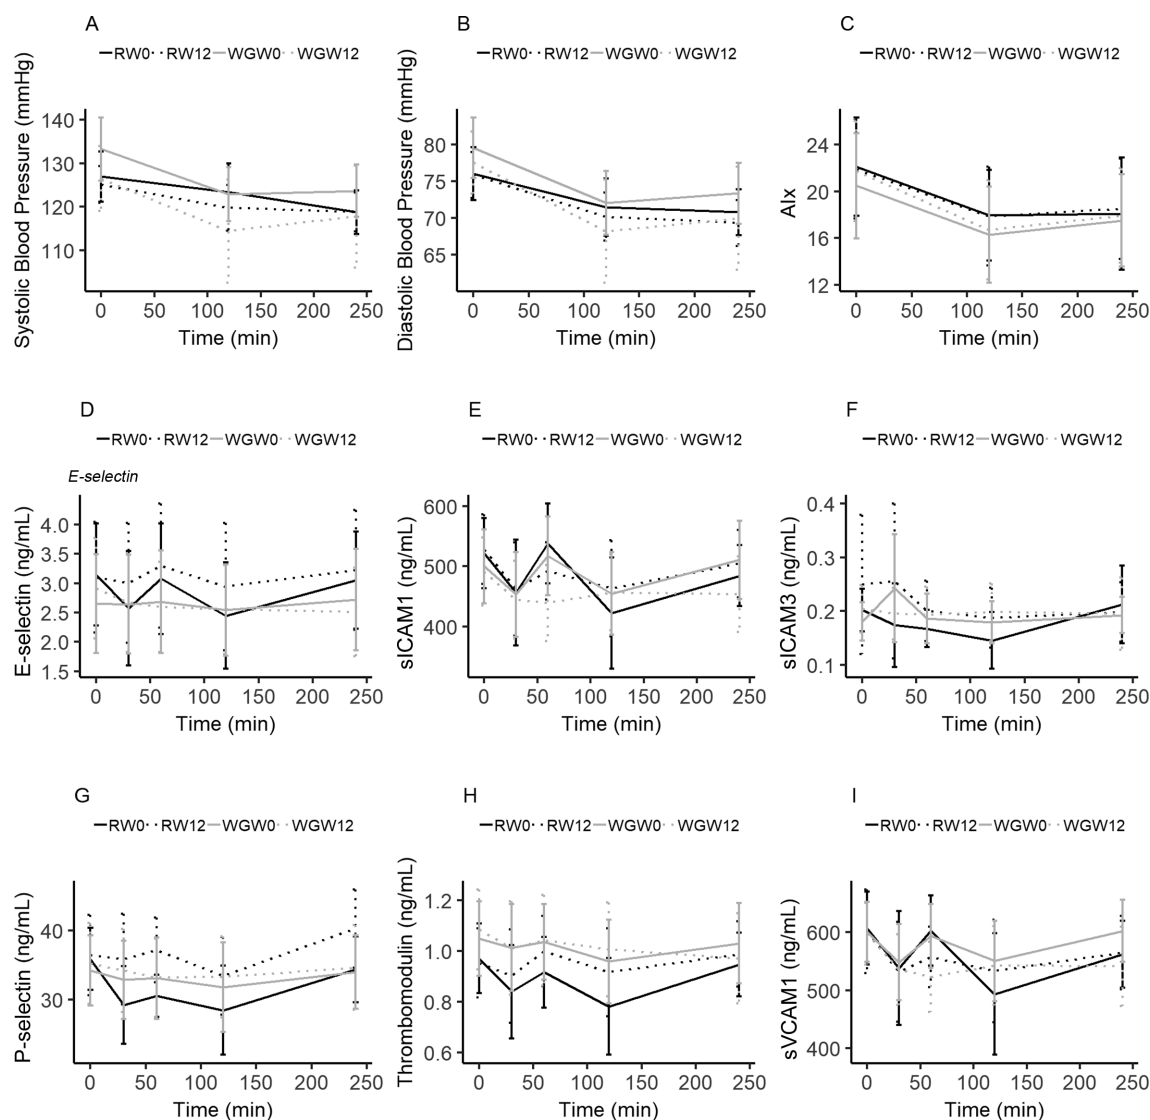 A
RW0 RW12 WGW0 WGW12
Systolic Blood Pressure (mmHg)
140
130
120
110
0 50 100 150 200 250
Time (min)
B
RW0 RW12 WGW0 WGW12
Diastolic Blood Pressure (mmHg)
80
75
70
65
0 50 100 150 200 250
Time (min)
C
RW0 RW12 WGW0 WGW12
AIx
24
20
16
12
0 50 100 150 200 250
Time (min)
D
RW0 RW12 WGW0 WGW12
E-selectin
E-selectin (ng/mL)
4.0
3.5
3.0
2.5
2.0
1.5
0 50 100 150 200 250
Time (min)
E
RW0 RW12 WGW0 WGW12
sICAM1 (ng/mL)
600
500
400
0 50 100 150 200 250
Time (min)
F
RW0 RW12 WGW0 WGW12
sICAM3 (ng/mL)
0.4
0.3
0.2
0.1
0 50 100 150 200 250
Time (min)
G
RW0 RW12 WGW0 WGW12
P-selectin (ng/mL)
40
30
0 50 100 150 200 250
Time (min)
H
RW0 RW12 WGW0 WGW12
Thrombomodulin (ng/mL)
1.2
1.0
0.8
0.6
0 50 100 150 200 250
Time (min)
I
RW0 RW12 WGW0 WGW12
sVCAM1 (ng/mL)
600
500
400
0 50 100 150 200 250
Time (min)